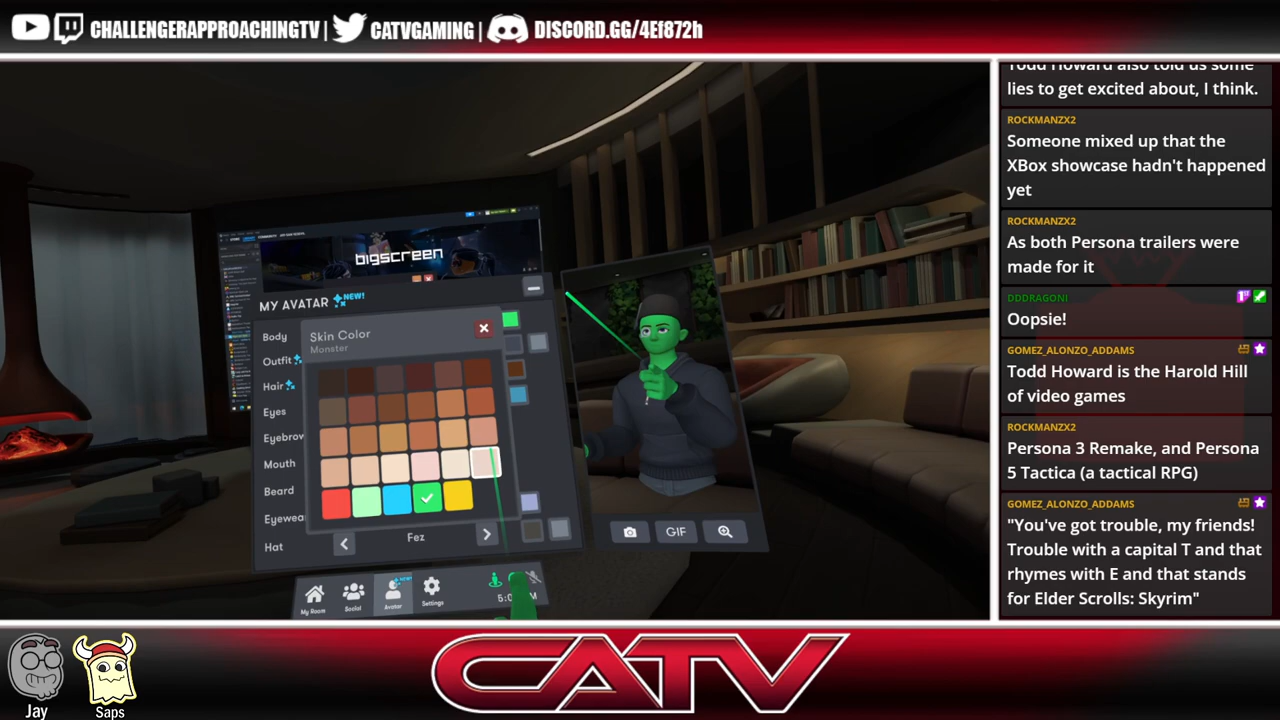 CHALLENGERAPPROACHINGTV | CATVGAMING | DISCORD.GG/4Ef872h
Todd Howard also told us some
lies to get excited about, I think.
ROCKMANZX2
Someone mixed up that the
XBox showcase hadn't happened
yet
ROCKMANZX2
As both Persona trailers were
made for it
DDDRAGONI
Oopsie!
GOMEZ_ALONZO_ADDAMS
Todd Howard is the Harold Hill
of video games
ROCKMANZX2
Persona 3 Remake, and Persona
5 Tactica (a tactical RPG)
GOMEZ_ALONZO_ADDAMS
"You've got trouble, my friends!
Trouble with a capital T and that
rhymes with E and that stands
for Elder Scrolls: Skyrim"
bigscreen
MY AVATAR NEW!
Skin Color
Monster
Body
Outfit
Hair
Eyes
Eyebrow
Mouth
Beard
Eyewea
Hat
Fez
GIF
My Room
Social
Avatar
NEW!
Settings
CATV
Jay
Saps